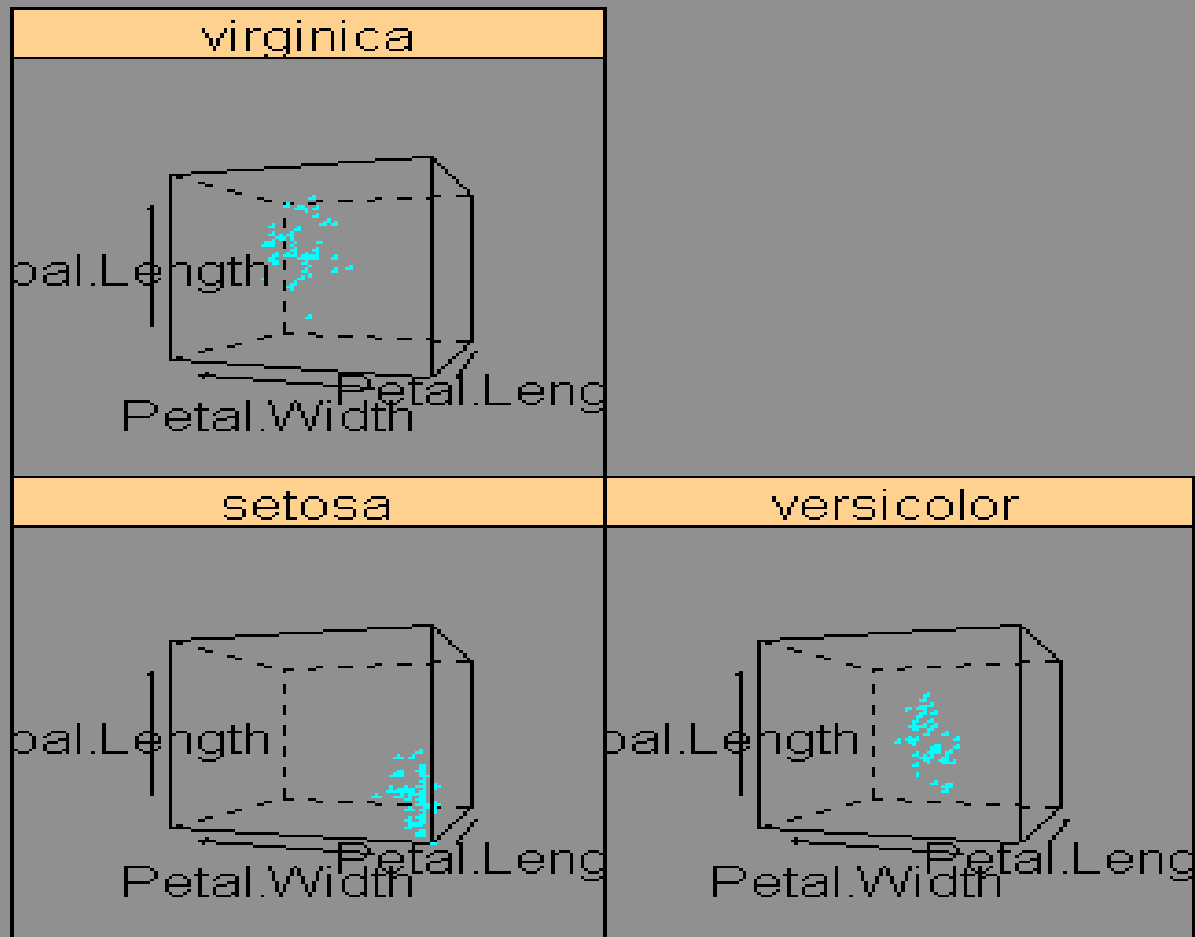 virginica
pal.Length
Petal.Leng
Petal.Width
setosa
versicolor
pal.Length
Petal.Leng
Petal.Width
pal.Length
Petal.Leng
Petal.Width